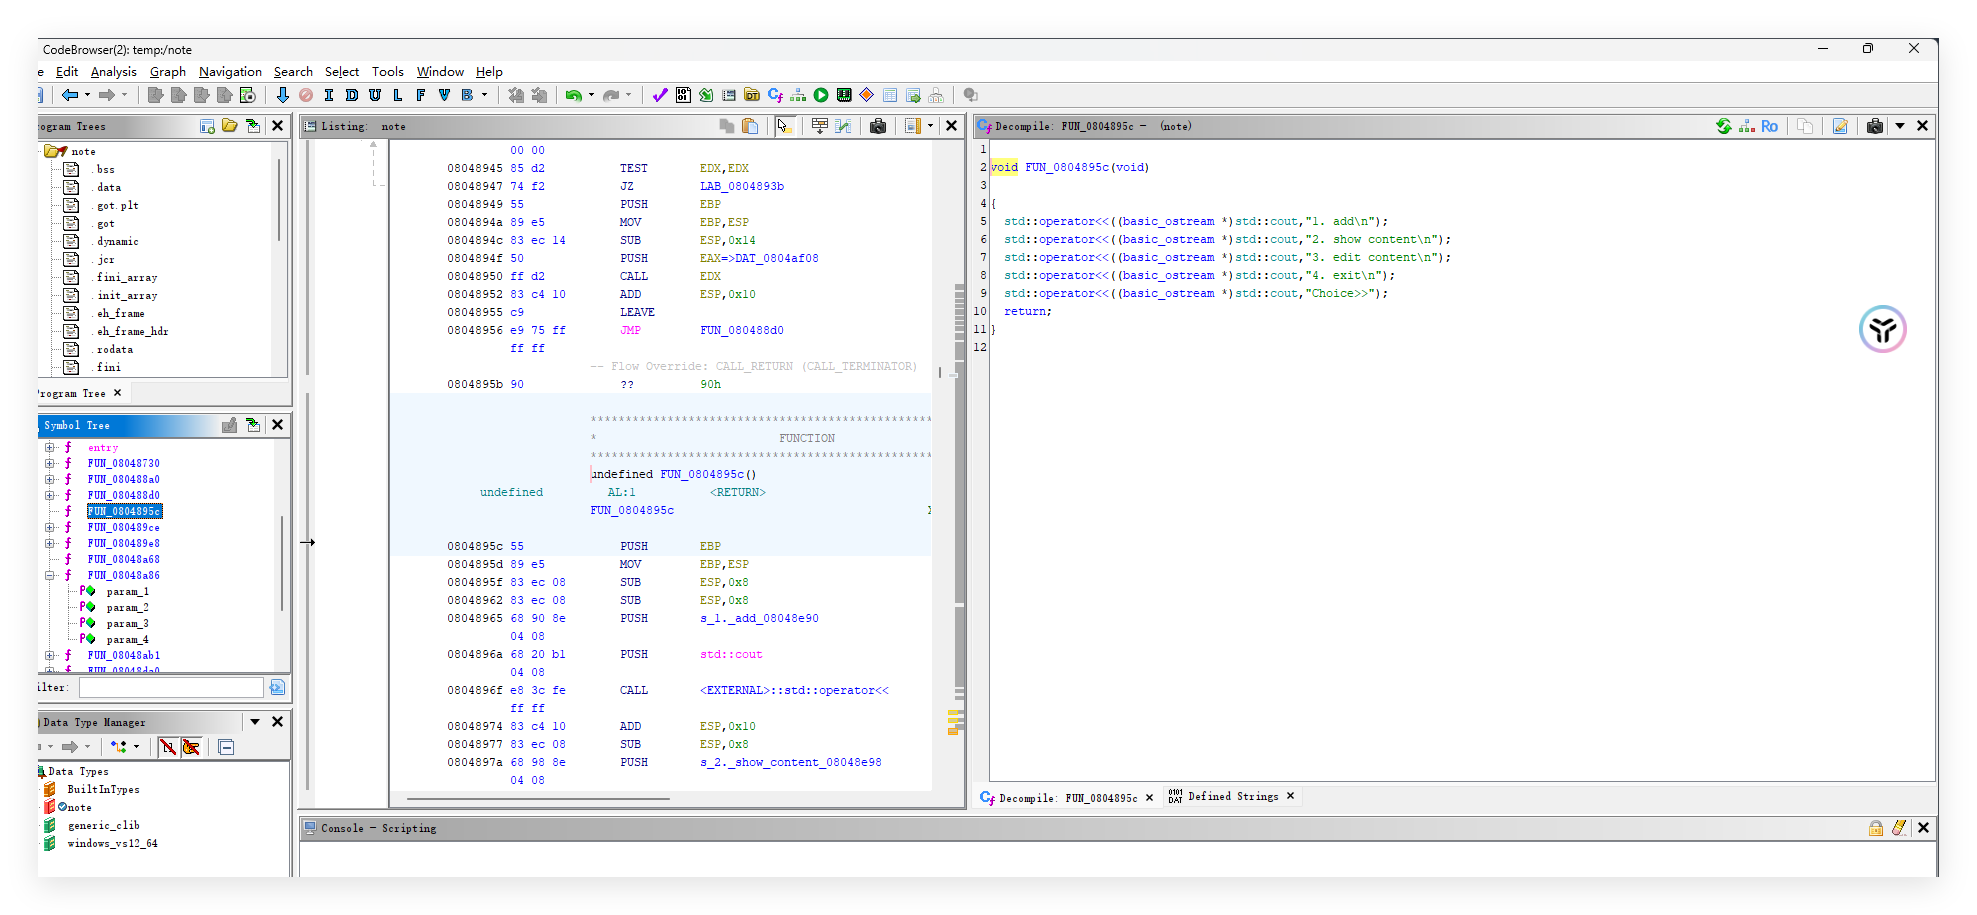 CodeBrowser(2): temp:/note
e Edit Analysis Graph Navigation Search Select Tools Window Help
I D U L F V B
ogram Trees
note
.bss
.data
.got.plt
.got
.dynamic
.jcr
.fini_array
.init_array
.eh_frame
.eh_frame_hdr
.rodata
.fini
rogram Tree
Symbol Tree
f entry
f FUN_08048730
f FUN_080488a0
f FUN_080488d0
f FUN_0804895c
f FUN_080489ce
f FUN_080489e8
f FUN_08048a68
f FUN_08048a86
P param_1
P param_2
P param_3
P param_4
f FUN_08048ab1
f FUN_08048da0
ilter:
Data Type Manager
Data Types
BuiltInTypes
note
generic_clib
windows_vs12_64
Listing: note
00 00
08048945 85 d2 TEST EDX,EDX
08048947 74 f2 JZ LAB_0804893b
08048949 55 PUSH EBP
0804894a 89 e5 MOV EBP,ESP
0804894c 83 ec 14 SUB ESP,0x14
0804894f 50 PUSH EAX=>DAT_0804af08
08048950 ff d2 CALL EDX
08048952 83 c4 10 ADD ESP,0x10
08048955 c9 LEAVE
08048956 e9 75 ff JMP FUN_080488d0
ff ff
-- Flow Override: CALL_RETURN (CALL_TERMINATOR)
0804895b 90 ?? 90h
*************************************************
* FUNCTION
*************************************************
undefined FUN_0804895c()
undefined AL:1 <RETURN>
FUN_0804895c
0804895c 55 PUSH EBP
0804895d 89 e5 MOV EBP,ESP
0804895f 83 ec 08 SUB ESP,0x8
08048962 83 ec 08 SUB ESP,0x8
08048965 68 90 8e PUSH s_1._add_08048e90
04 08
0804896a 68 20 b1 PUSH std::cout
04 08
0804896f e8 3c fe CALL <EXTERNAL>::std::operator<<
ff ff
08048974 83 c4 10 ADD ESP,0x10
08048977 83 ec 08 SUB ESP,0x8
0804897a 68 98 8e PUSH s_2._show_content_08048e98
04 08
Decompile: FUN_0804895c - (note)
Ro
1
2 void FUN_0804895c(void)
3
4 {
5 std::operator<<((basic_ostream *)std::cout,"1. add\n");
6 std::operator<<((basic_ostream *)std::cout,"2. show content\n");
7 std::operator<<((basic_ostream *)std::cout,"3. edit content\n");
8 std::operator<<((basic_ostream *)std::cout,"4. exit\n");
9 std::operator<<((basic_ostream *)std::cout,"Choice>>");
10 return;
11 }
12
Decompile: FUN_0804895c
Defined Strings
Console - Scripting